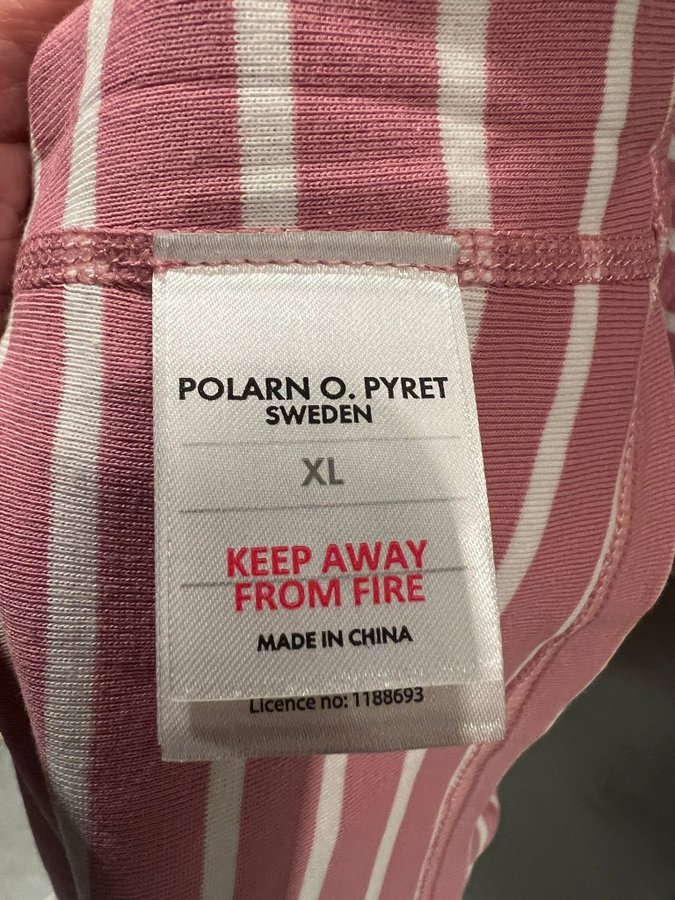 POLARN O. PYRET
SWEDEN
XL
KEEP AWAY
FROM FIRE
MADE IN CHINA
Licence no: 1188693